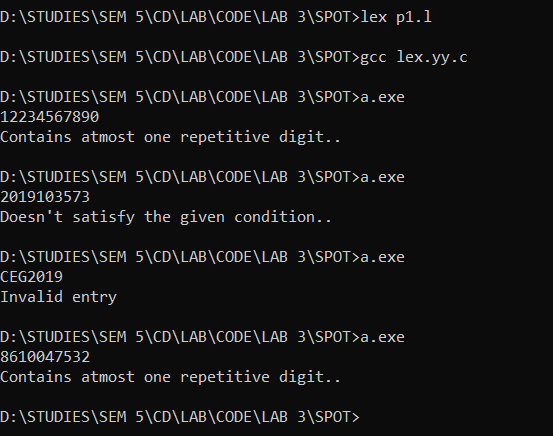 D:\STUDIES\SEM 5\CD\LAB\CODE\LAB 3\SPOT>lex p1.l
D:\STUDIES\SEM 5\CD\LAB\CODE\LAB 3\SPOT>gcc lex.yy.c
D:\STUDIES\SEM 5\CD\LAB\CODE\LAB 3\SPOT>a.exe
12234567890
Contains atmost one repetitive digit..
D:\STUDIES\SEM 5\CD\LAB\CODE\LAB 3\SPOT>a.exe
2019103573
Doesn't satisfy the given condition..
D:\STUDIES\SEM 5\CD\LAB\CODE\LAB 3\SPOT>a.exe
CEG2019
Invalid entry
D:\STUDIES\SEM 5\CD\LAB\CODE\LAB 3\SPOT>a.exe
8610047532
Contains atmost one repetitive digit..
D:\STUDIES\SEM 5\CD\LAB\CODE\LAB 3\SPOT>